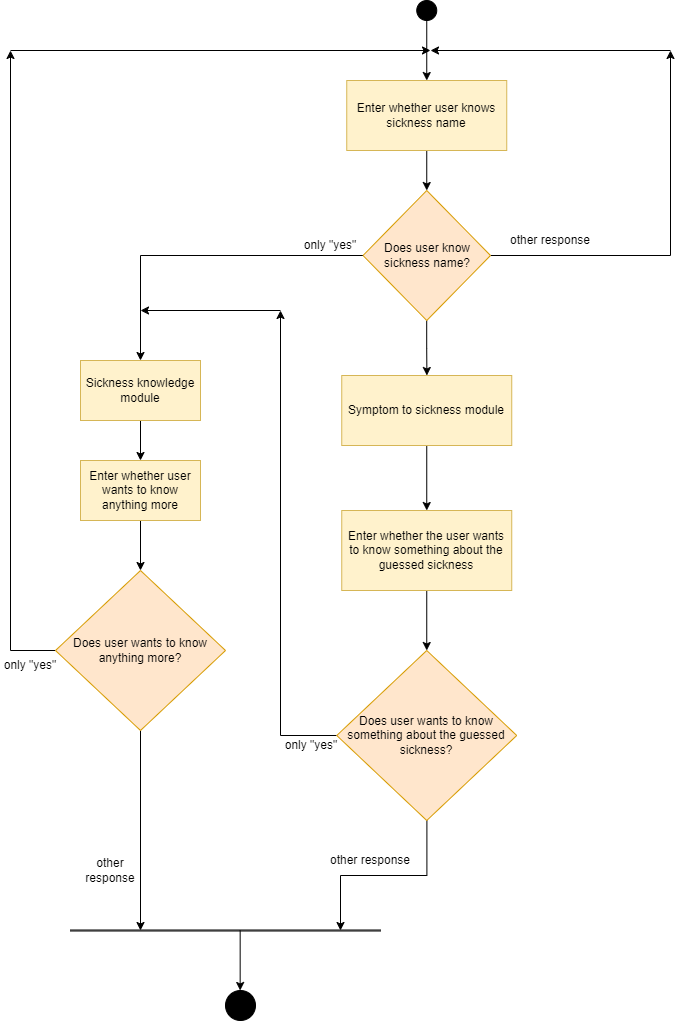 Enter whether user knows
sickness name
only "yes"
Does user know
sickness name?
other response
Sickness knowledge
module
Symptom to sickness module
Enter whether user
wants to know
anything more
Enter whether the user wants
to know something about the
guessed sickness
Does user wants to know
anything more?
only "yes"
Does user wants to know
something about the guessed
sickness?
only "yes"
other
response
other response